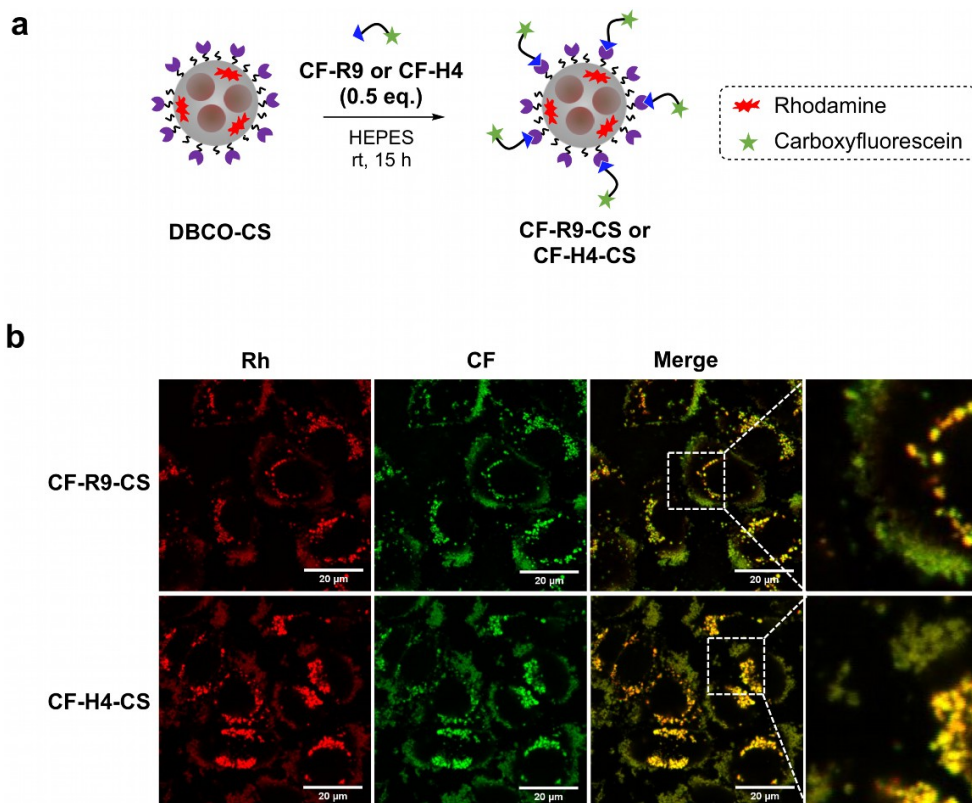 a
CF-R9 or CF-H4
(0.5 eq.)
HEPES
rt, 15 h
DBCO-CS
CF-R9-CS or
CF-H4-CS
Rhodamine
Carboxyfluorescein
b
Rh
CF
Merge
CF-R9-CS
20 µm
20 µm
20 µm
CF-H4-CS
20 µm
20 µm
20 µm